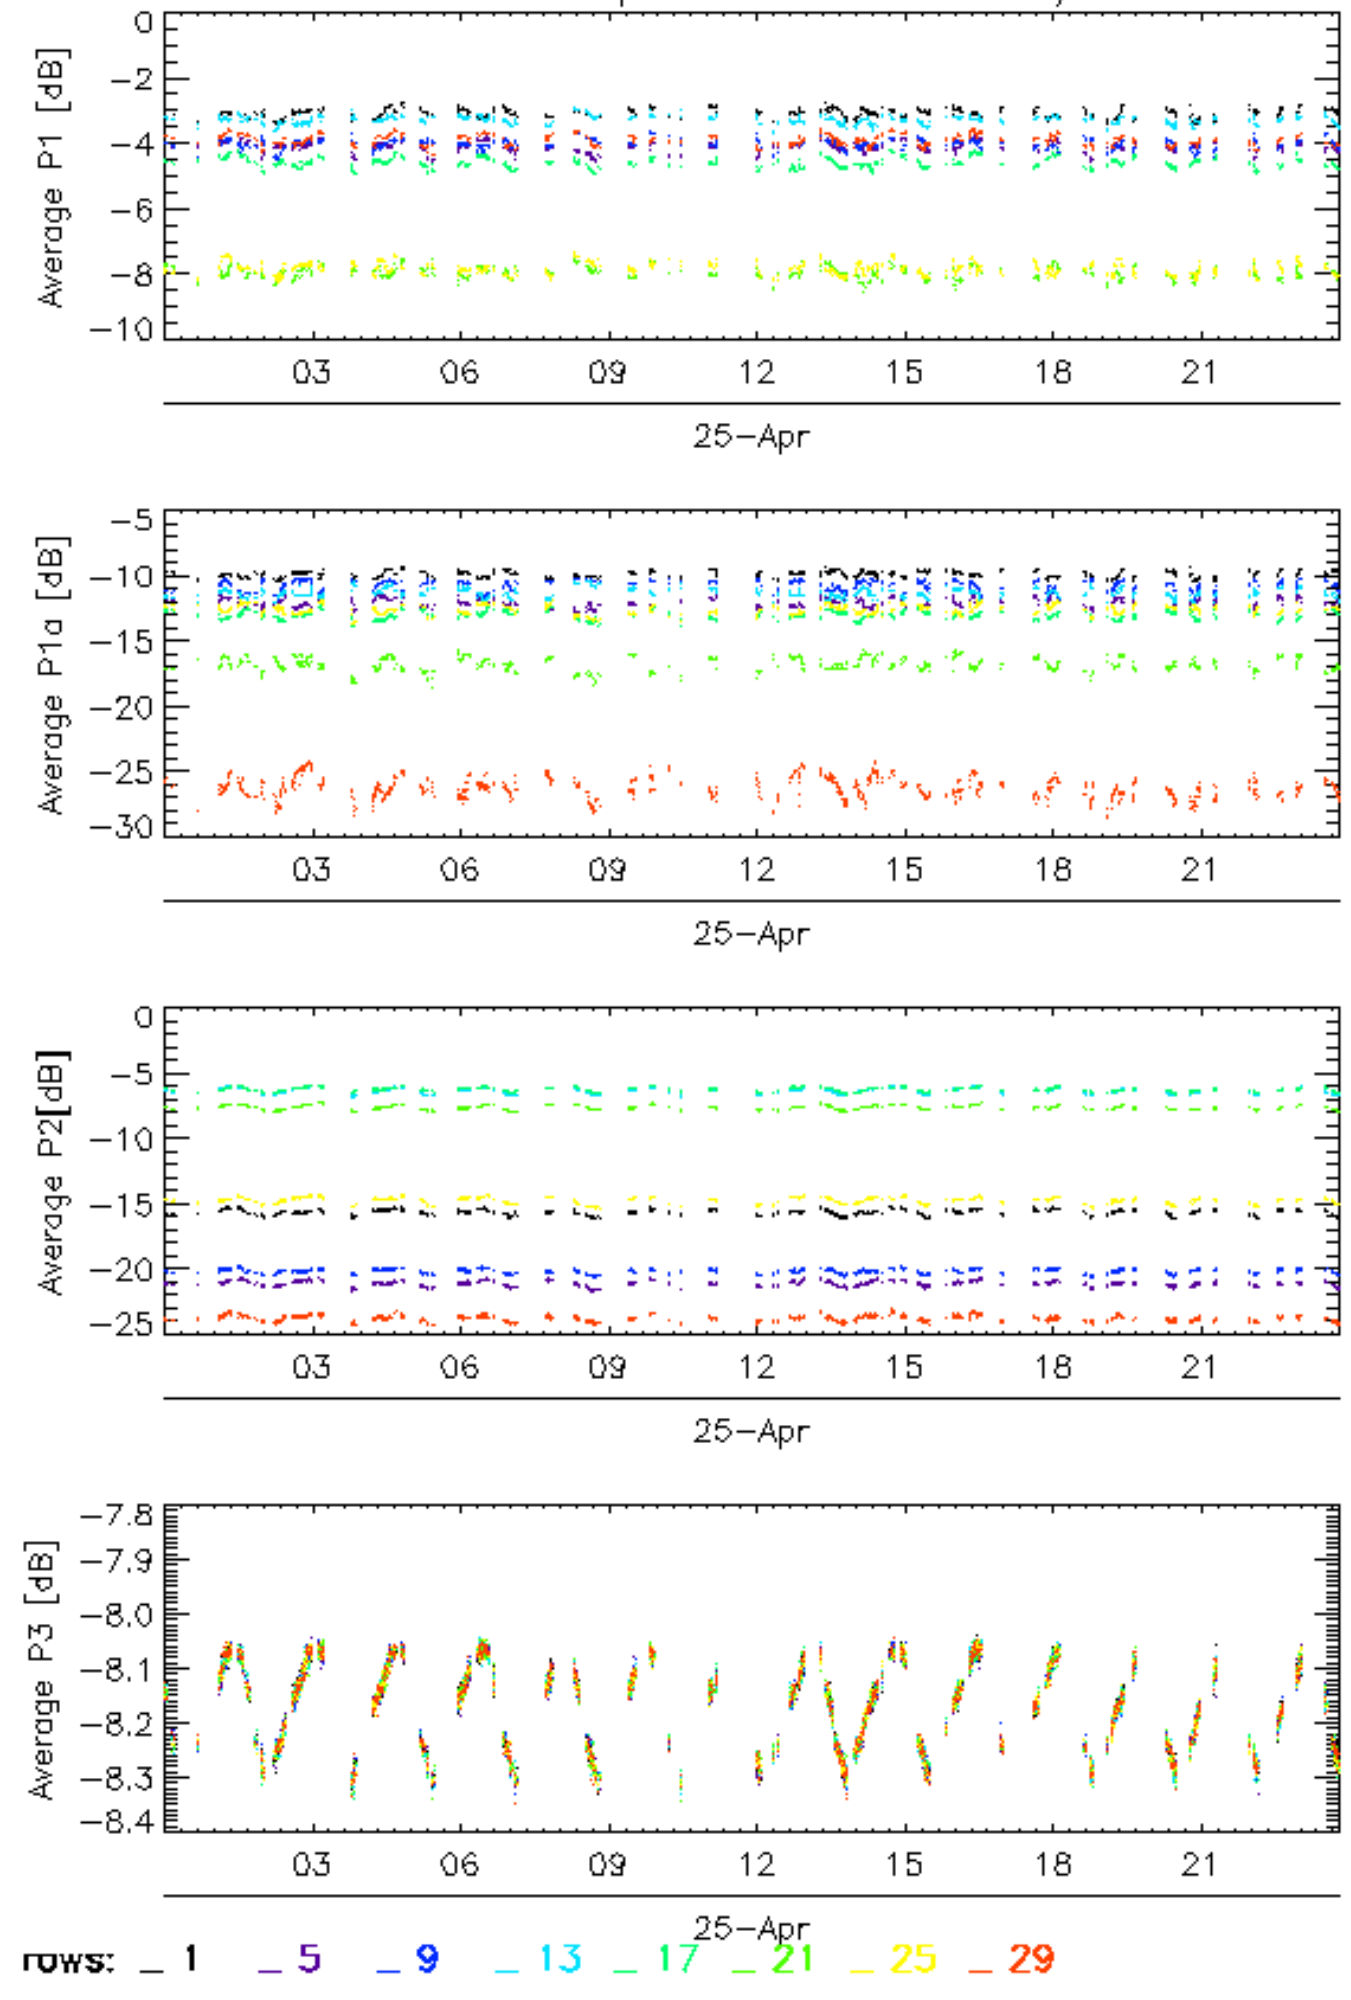 0
−2
−4
−6
−8
−10
Average P1 [dB]
03 06 09 12 15 18 21
25−Apr
−5
−10
−15
−20
−25
−30
Average P1a [dB]
03 06 09 12 15 18 21
25−Apr
0
−5
−10
−15
−20
−25
Average P2[dB]
03 06 09 12 15 18 21
25−Apr
−7.8
−7.9
−8.0
−8.1
−8.2
−8.3
−8.4
Average P3 [dB]
03 06 09 12 15 18 21
25−Apr
rows: _ 1 _ 5 _ 9 _ 13 _ 17 _ 21 _ 25 _ 29